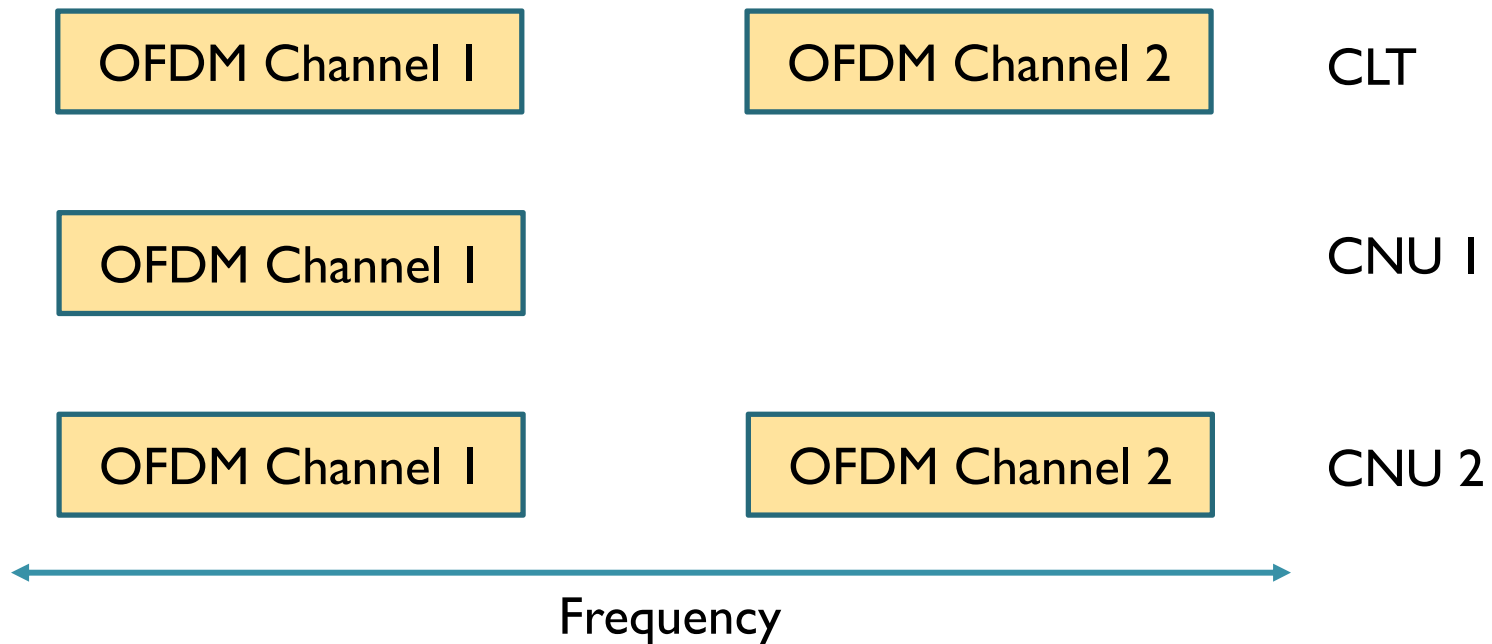 OFDM Channel 1 OFDM Channel 2 CLT
OFDM Channel 1 CNU 1
OFDM Channel 1 OFDM Channel 2 CNU 2
Frequency